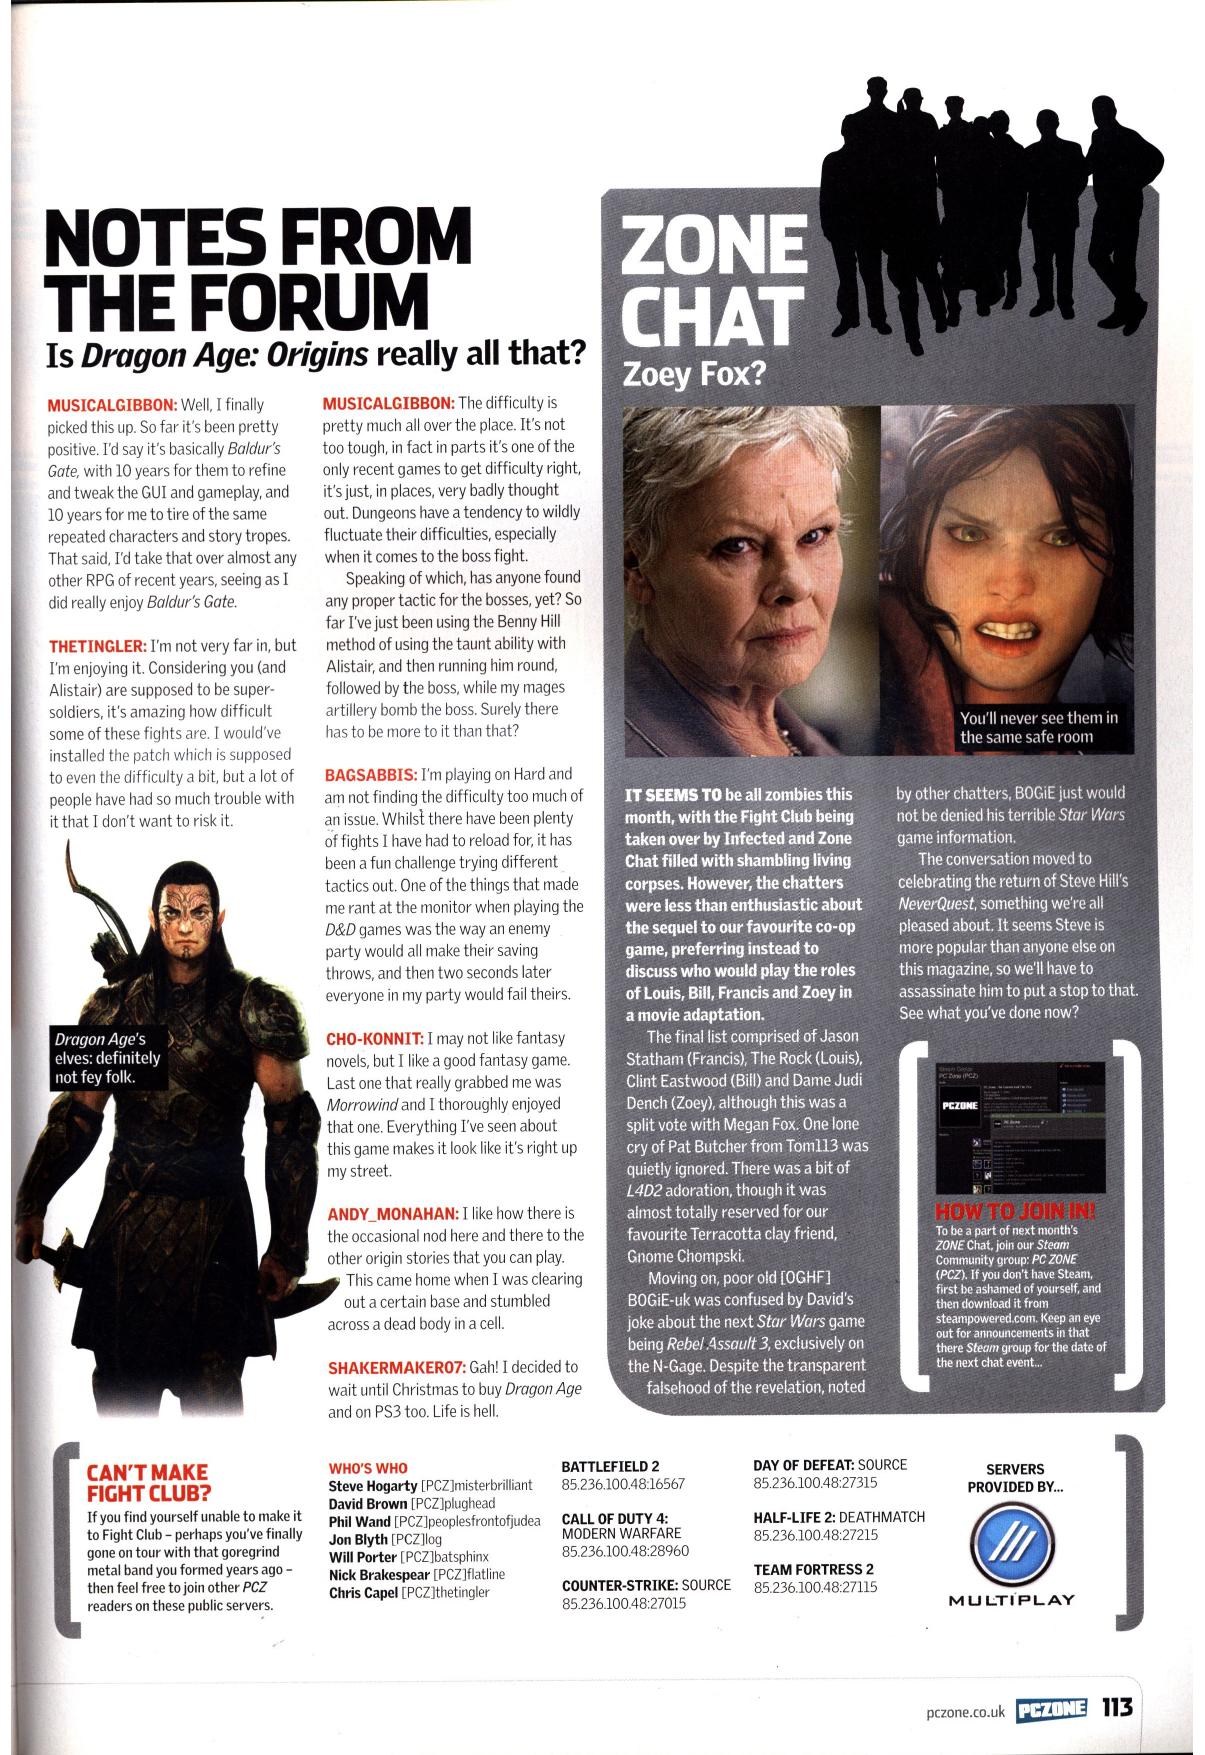 NOTES FROM
THE FORUM
Is Dragon Age: Origins really all that?
MUSICALGIBBON: Well, I finally
picked this up. So far it's been pretty
positive. I'd say it's basically Baldur's
Gate, with 10 years for them to refine
and tweak the GUI and gameplay, and
10 years for me to tire of the same
repeated characters and story tropes.
That said, I'd take that over almost any
other RPG of recent years, seeing as I
did really enjoy Baldur's Gate.
THETINGLER: I'm not very far in, but
I'm enjoying it. Considering you (and
Alistair) are supposed to be super-
soldiers, it's amazing how difficult
some of these fights are. I would've
installed the patch which is supposed
to even the difficulty a bit, but a lot of
people have had so much trouble with
it that I don't want to risk it.
Dragon Age's
elves: definitely
not fey folk.
MUSICALGIBBON: The difficulty is
pretty much all over the place. It's not
too tough, in fact in parts it's one of the
only recent games to get difficulty right,
it's just, in places, very badly thought
out. Dungeons have a tendency to wildly
fluctuate their difficulties, especially
when it comes to the boss fight.
Speaking of which, has anyone found
any proper tactic for the bosses, yet? So
far I've just been using the Benny Hill
method of using the taunt ability with
Alistair, and then running him round,
followed by the boss, while my mages
artillery bomb the boss. Surely there
has to be more to it than that?
BAGSABBIS: I'm playing on Hard and
am not finding the difficulty too much of
an issue. Whilst there have been plenty
of fights I have had to reload for, it has
been a fun challenge trying different
tactics out. One of the things that made
me rant at the monitor when playing the
D&D games was the way an enemy
party would all make their saving
throws, and then two seconds later
everyone in my party would fail theirs.
CHO-KONNIT: I may not like fantasy
novels, but I like a good fantasy game.
Last one that really grabbed me was
Morrowind and I thoroughly enjoyed
that one. Everything I've seen about
this game makes it look like it's right up
my street.
ANDY_MONAHAN: I like how there is
the occasional nod here and there to the
other origin stories that you can play.
This came home when I was clearing
out a certain base and stumbled
across a dead body in a cell.
SHAKERMAKER07: Gah! I decided to
wait until Christmas to buy Dragon Age
and on PS3 too. Life is hell.
ZONE
CHAT
Zoey Fox?
You'll never see them in
the same safe room
IT SEEMS TO be all zombies this
month, with the Fight Club being
taken over by Infected and Zone
Chat filled with shambling living
corpses. However, the chatters
were less than enthusiastic about
the sequel to our favourite co-op
game, preferring instead to
discuss who would play the roles
of Louis, Bill, Francis and Zoey in
a movie adaptation.
The final list comprised of Jason
Statham (Francis), The Rock (Louis),
Clint Eastwood (Bill) and Dame Judi
Dench (Zoey), although this was a
split vote with Megan Fox. One lone
cry of Pat Butcher from Tom113 was
quietly ignored. There was a bit of
L4D2 adoration, though it was
almost totally reserved for our
favourite Terracotta clay friend,
Gnome Chompski.
Moving on, poor old [OGHF]
BOGiE-uk was confused by David's
joke about the next Star Wars game
being Rebel Assault 3, exclusively on
the N-Gage. Despite the transparent
falsehood of the revelation, noted
by other chatters, BOGiE just would
not be denied his terrible Star Wars
game information.
The conversation moved to
celebrating the return of Steve Hill's
NeverQuest, something we're all
pleased about. It seems Steve is
more popular than anyone else on
this magazine, so we'll have to
assassinate him to put a stop to that.
See what you've done now?
PCZONE
HOW TO JOIN IN!
To be a part of next month's
ZONE Chat, join our Steam
Community group: PC ZONE
(PCZ). If you don't have Steam,
first be ashamed of yourself, and
then download it from
steampowered.com. Keep an eye
out for announcements in that
there Steam group for the date of
the next chat event...
CAN'T MAKE
FIGHT CLUB?
If you find yourself unable to make it
to Fight Club – perhaps you've finally
gone on tour with that goregrind
metal band you formed years ago –
then feel free to join other PCZ
readers on these public servers.
WHO'S WHO
Steve Hogarty [PCZ]misterbrilliant
David Brown [PCZ]plughead
Phil Wand [PCZ]peoplesfrontofjudea
Jon Blyth [PCZ]log
Will Porter [PCZ]batsphinx
Nick Brakespear [PCZ]flatline
Chris Capel [PCZ]thetingler
BATTLEFIELD 2
85.236.100.48:16567
CALL OF DUTY 4:
MODERN WARFARE
85.236.100.48:28960
COUNTER-STRIKE: SOURCE
85.236.100.48:27015
DAY OF DEFEAT: SOURCE
85.236.100.48:27315
HALF-LIFE 2: DEATHMATCH
85.236.100.48:27215
TEAM FORTRESS 2
85.236.100.48:27115
SERVERS
PROVIDED BY...
MULTIPLAY
pczone.co.uk PCZONE 113